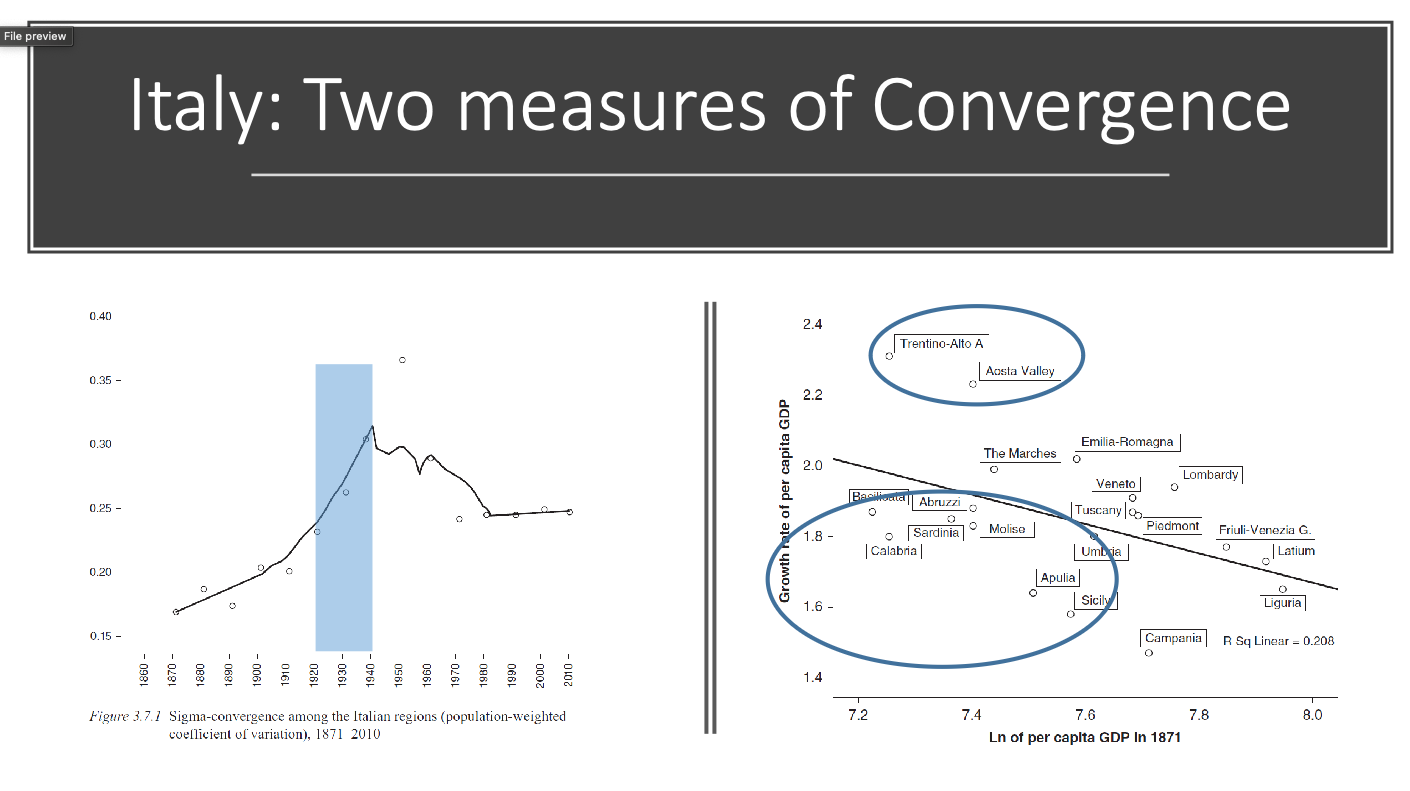 File preview
Italy: Two measures of Convergence
0.40
0.35
0.30
0.25
0.20
0.15
1860
1870
1880
1890
1900
1910
1920
1930
1940
1950
1960
1970
1980
1990
2000
2010
Figure 3.7.1 Sigma-convergence among the Italian regions (population-weighted
coefficient of variation), 1871 2010
Growth rate of per capita GDP
2.4
2.2
2.0
1.8
1.6
1.4
Trentino-Alto A
Aosta Valley
Emilia-Romagna
The Marches
Lombardy
Veneto
Basilicata
Abruzzi
Tuscany
Piedmont
Sardinia
Molise
Friuli-Venezia G.
Calabria
Umbria
Latium
Apulia
Sicily
Liguria
Campania
R Sq Linear = 0.208
7.2
7.4
7.6
7.8
8.0
Ln of per capita GDP in 1871